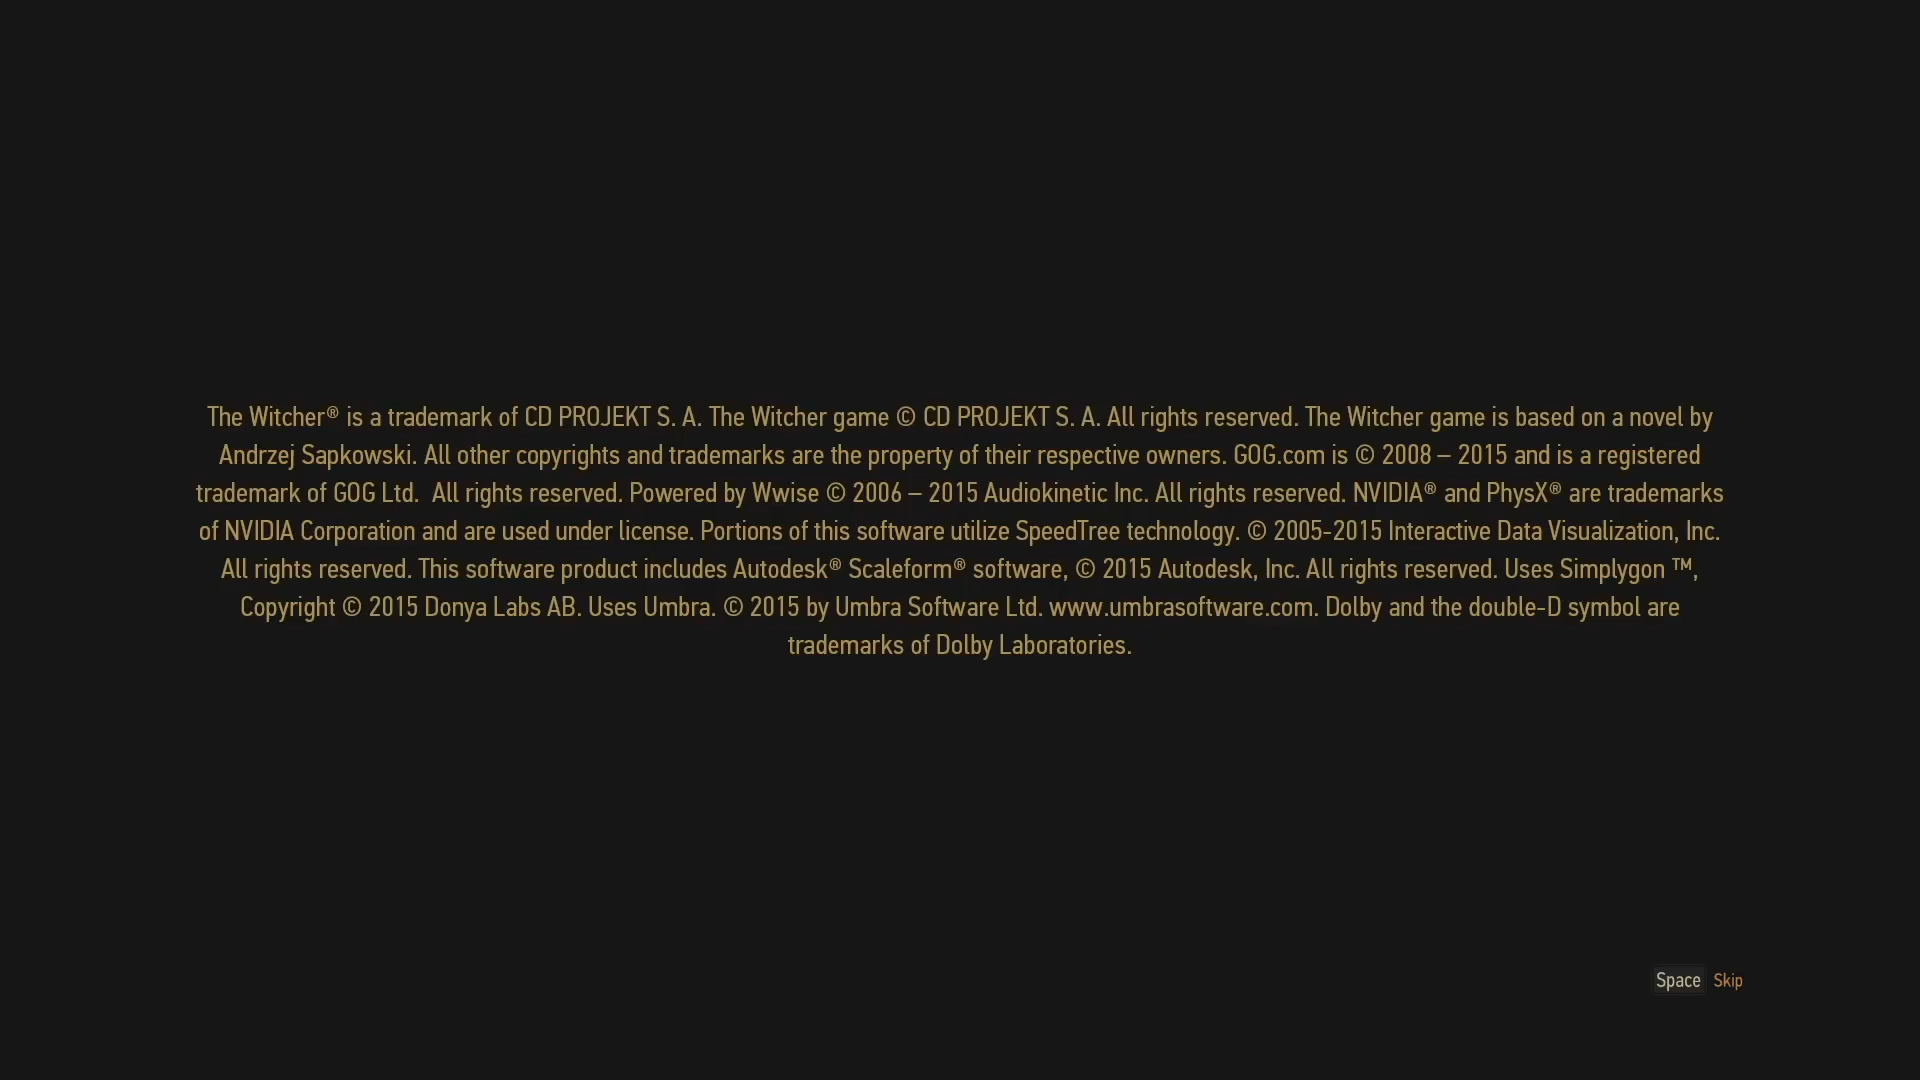 The Witcher® is a trademark of CD PROJEKT S. A. The Witcher game © CD PROJEKT S. A. All rights reserved. The Witcher game is based on a novel by
Andrzej Sapkowski. All other copyrights and trademarks are the property of their respective owners. GOG.com is © 2008 – 2015 and is a registered
trademark of GOG Ltd.  All rights reserved. Powered by Wwise © 2006 – 2015 Audiokinetic Inc. All rights reserved. NVIDIA® and PhysX® are trademarks
of NVIDIA Corporation and are used under license. Portions of this software utilize SpeedTree technology. © 2005-2015 Interactive Data Visualization, Inc.
All rights reserved. This software product includes Autodesk® Scaleform® software, © 2015 Autodesk, Inc. All rights reserved. Uses Simplygon ™,
Copyright © 2015 Donya Labs AB. Uses Umbra. © 2015 by Umbra Software Ltd. www.umbrasoftware.com. Dolby and the double-D symbol are
trademarks of Dolby Laboratories.
Space Skip